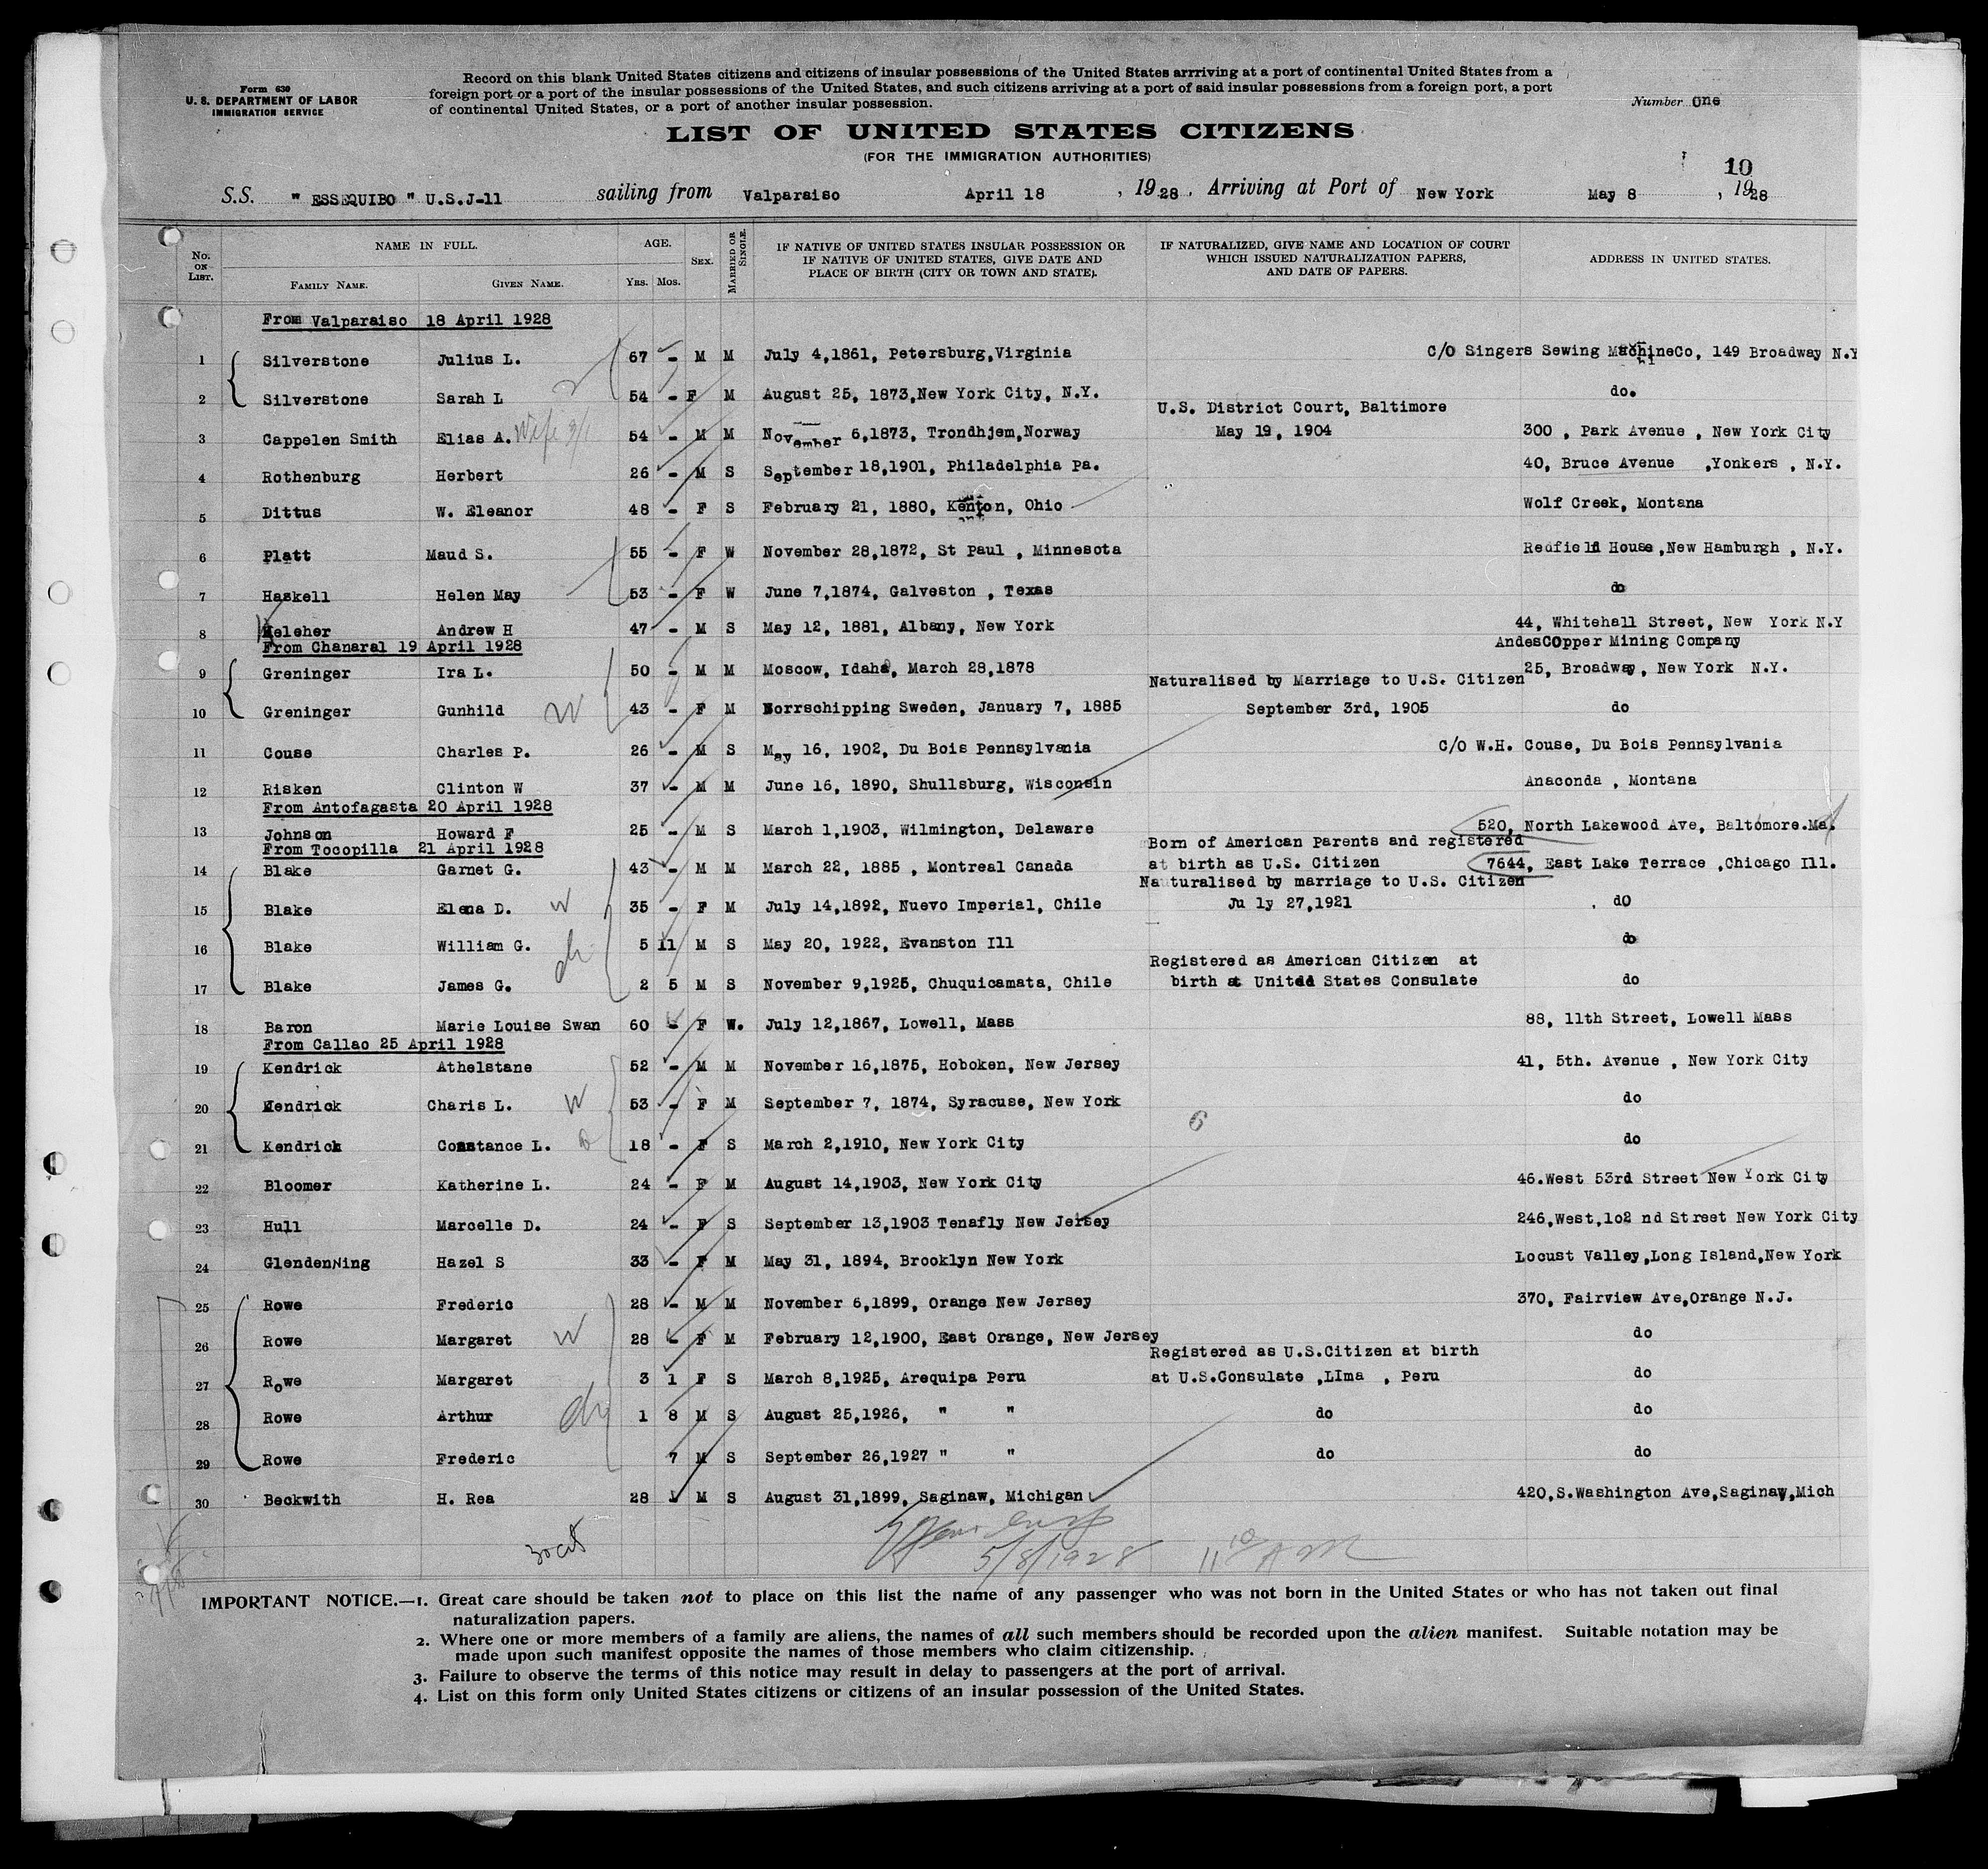 Form 630
U. S. DEPARTMENT OF LABOR
IMMIGRATION SERVICE
Record on this blank United States citizens and citizens of insular possessions of the United States arrriving at a port of continental United States from a
foreign port or a port of the insular possessions of the United States, and such citizens arriving at a port of said insular possessions from a foreign port, a port
of continental United States, or a port of another insular possession.
Number One
LIST OF UNITED STATES CITIZENS
(FOR THE IMMIGRATION AUTHORITIES)
10
S.S. " ESSEQUIBO " U.S.J-11 sailing from Valparaiso April 18 , 19 28 . Arriving at Port of New York May 8 , 19 28
No. ON LIST. NAME IN FULL. FAMILY NAME. GIVEN NAME. AGE. Yrs. Mos. SEX. MARRIED OR SINGLE. IF NATIVE OF UNITED STATES INSULAR POSSESSION OR IF NATIVE OF UNITED STATES, GIVE DATE AND PLACE OF BIRTH (CITY OR TOWN AND STATE). IF NATURALIZED, GIVE NAME AND LOCATION OF COURT WHICH ISSUED NATURALIZATION PAPERS, AND DATE OF PAPERS. ADDRESS IN UNITED STATES.
From Valparaiso 18 April 1928
1 Silverstone Julius L. 67 - M M July 4,1861, Petersburg,Virginia C/O Singers Sewing MachineCo, 149 Broadway N.Y
2 Silverstone Sarah L 54 - F M August 25, 1873,New York City, N.Y. do.
U.S. District Court, Baltimore
3 Cappelen Smith Elias A. Wife 54 - M M November 6,1873, Trondhjem,Norway May 19, 1904 300 , Park Avenue , New York City
4 Rothenburg Herbert 26 - M S September 18,1901, Philadelphia Pa. 40, Bruce Avenue ,Yonkers , N.Y.
5 Dittus W. Eleanor 48 - F S February 21, 1880, Kenton, Ohio Wolf Creek, Montana
6 Platt Maud S. 55 - F W November 28,1872, St Paul , Minnesota Redfield House ,New Hamburgh , N.Y.
7 Haskell Helen May 53 - F W June 7,1874, Galveston , Texas do
8 Keleher Andrew H 47 - M S May 12, 1881, Albany, New York 44, Whitehall Street, New York N.Y
From Chanaral 19 April 1928 AndesCOpper Mining Company
9 Greninger Ira L. 50 - M M Moscow, Idaho, March 28,1878 25, Broadway, New York N.Y.
Naturalised by Marriage to U.S. Citizen
10 Greninger Gunhild W 43 - F M Norrschipping Sweden, January 7, 1885 September 3rd, 1905 do
11 Couse Charles P. 26 - M S May 16, 1902, Du Bois Pennsylvania C/O W.H. Couse, Du Bois Pennsylvania
12 Risken Clinton W 37 - M M June 16, 1890, Shullsburg, Wisconsin Anaconda , Montana
From Antofagasta 20 April 1928
13 Johnson Howard F 25 - M S March 1,1903, Wilmington, Delaware 520, North Lakewood Ave, Baltomore.Md.
From Tocopilla 21 April 1928 Born of American Parents and registered
14 Blake Garnet G. 43 - M M March 22, 1885 , Montreal Canada at birth as U.S. Citizen 7644, East Lake Terrace ,Chicago Ill.
Nauturalised by marriage to U.S. Citizen
15 Blake Elena D. W 35 - F M July 14,1892, Nuevo Imperial, Chile Ju ly 27,1921 . dO
16 Blake William G. ch 5 11 M S May 20, 1922, Evanston Ill do
Registered as American Citizen at
17 Blake James G. 2 5 M S November 9,1925, Chuquicamata, Chile birth at United States Consulate do
18 Baron Marie Louise Swan 60 - F W. July 12,1867, Lowell, Mass 88, 11th Street, Lowell Mass
From Callao 25 April 1928
19 Kendrick Athelstane 52 - M M November 16,1875, Hoboken, New Jersey 41, 5th. Avenue , New York City
20 Kendrick Charis L. W 53 - F M September 7, 1874, Syracuse, New York do
6
21 Kendrick Constance L. D 18 - F S March 2,1910, New York City do
22 Bloomer Katherine L. 24 - F M August 14,1903, New York City 46.West 53rd Street New York City
23 Hull Marcelle D. 24 - F S September 13,1903 Tenafly New Jersey 246,West,1o2 nd Street New York City
24 GlendenNing Hazel S 33 - F M May 31, 1894, Brooklyn New York Locust Valley,Long Island,New York
25 Rowe Frederic 28 - M M November 6,1899, Orange New Jersey 370, Fairview Ave,Orange N.J.
26 Rowe Margaret W 28 - F M February 12,1900, East Orange, New Jersey do
Registered as U.S.Citizen at birth
27 Rowe Margaret 3 1 F S March 8,1925, Arequipa Peru at U.S.Consulate ,LIma , Peru do
28 Rowe Arthur ch 1 8 M S August 25,1926, " " do do
29 Rowe Frederic 7 M S September 26,1927 " " do do
30 Beckwith H. Rea 28 M S August 31,1899, Saginaw, Michigan 420,S.Washington Ave,Saginaw,Mich
5/8/1928
IMPORTANT NOTICE.—1. Great care should be taken not to place on this list the name of any passenger who was not born in the United States or who has not taken out final
naturalization papers.
2. Where one or more members of a family are aliens, the names of all such members should be recorded upon the alien manifest. Suitable notation may be
made upon such manifest opposite the names of those members who claim citizenship.
3. Failure to observe the terms of this notice may result in delay to passengers at the port of arrival.
4. List on this form only United States citizens or citizens of an insular possession of the United States.